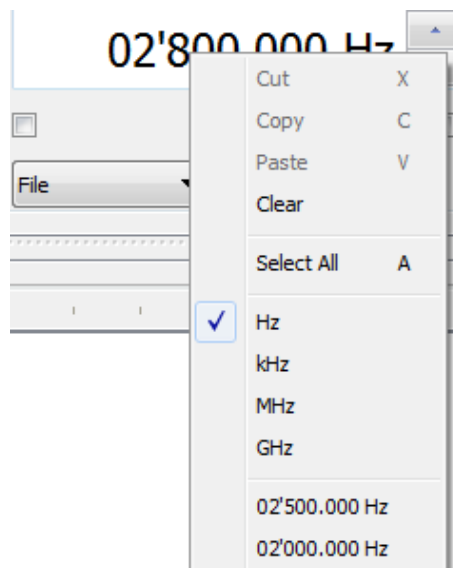 02'800.000 Hz
Cut X
Copy C
Paste V
File
Clear
Select All A
Hz
kHz
MHz
GHz
02'500.000 Hz
02'000.000 Hz